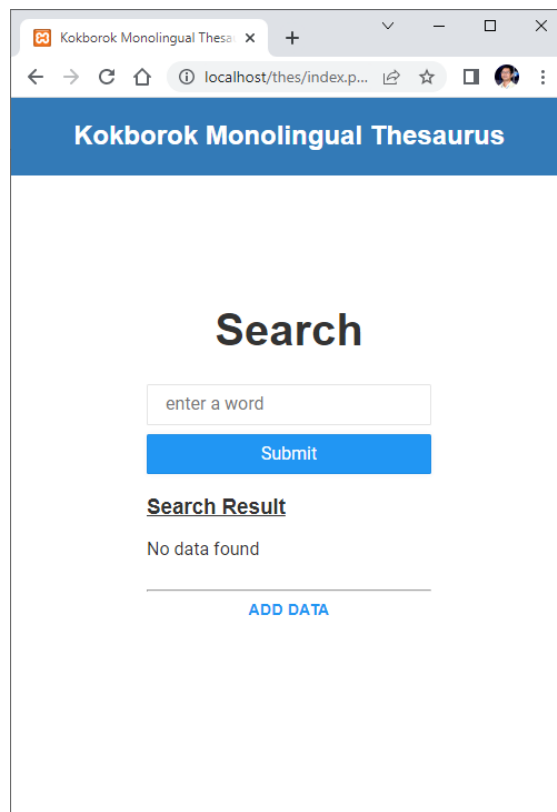 Kokborok Monolingual Thesa
localhost/thes/index.p...
Kokborok Monolingual Thesaurus
Search
enter a word
Submit
Search Result
No data found
ADD DATA